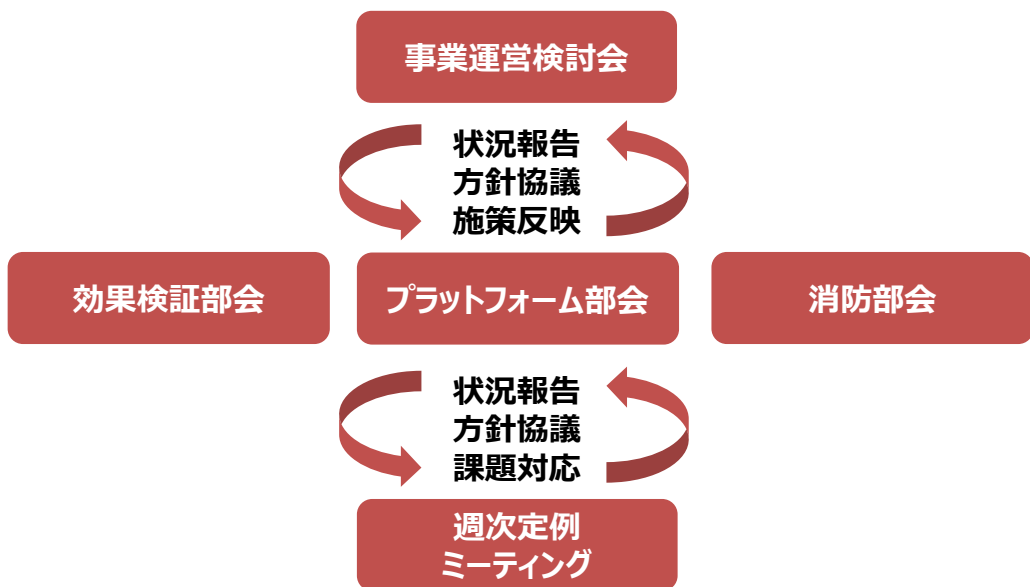 事業運営検討会
状況報告
方針協議
施策反映
効果検証部会
プラットフォーム部会
消防部会
状況報告
方針協議
課題対応
週次定例
ミーティング